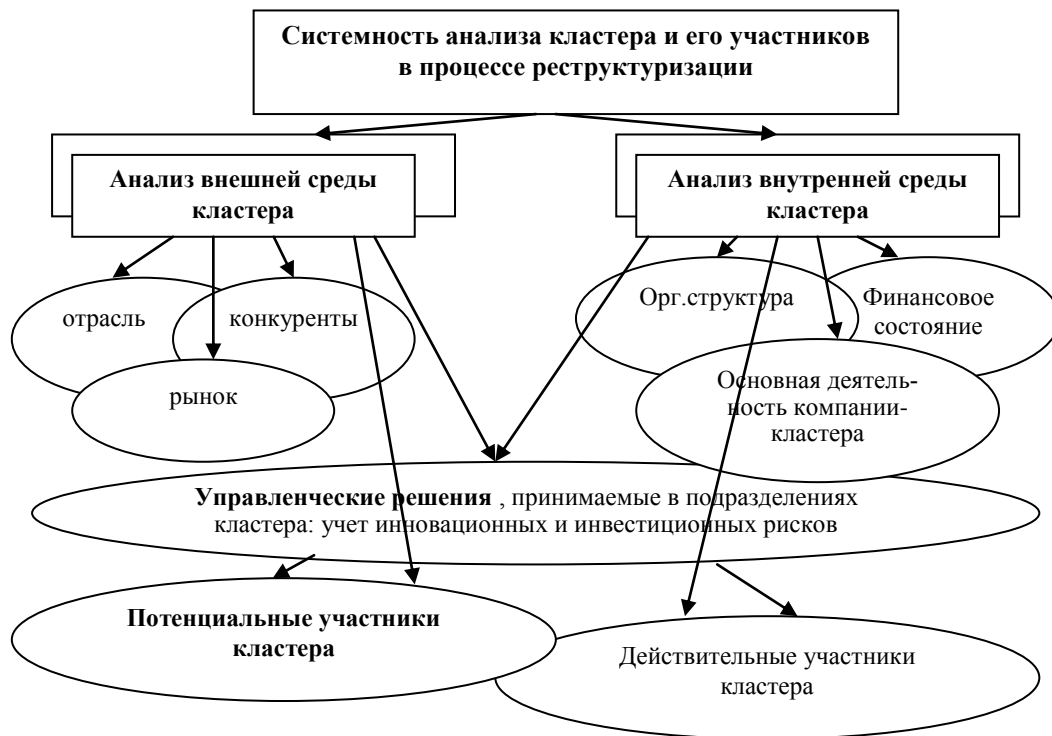 Системность анализа кластера и его участников
в процессе реструктуризации
Анализ внешней среды
кластера
Анализ внутренней среды
кластера
отрасль
конкуренты
рынок
Орг.структура
Финансовое
состояние
Основная деятель-
ность компании-
кластера
Управленческие решения , принимаемые в подразделениях
кластера: учет инновационных и инвестиционных рисков
Потенциальные участники
кластера
Действительные участники
кластера